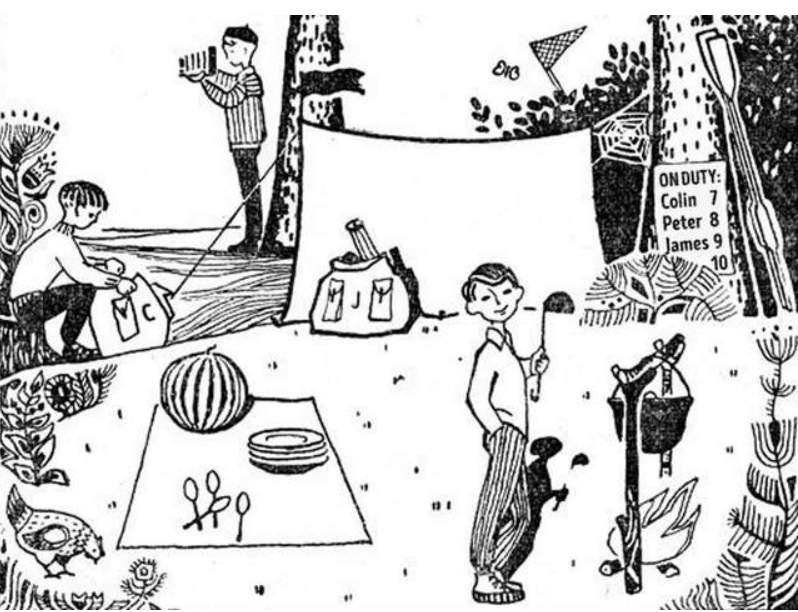 ON DUTY:
Colin 7
Peter 8
James 9
10
J
C